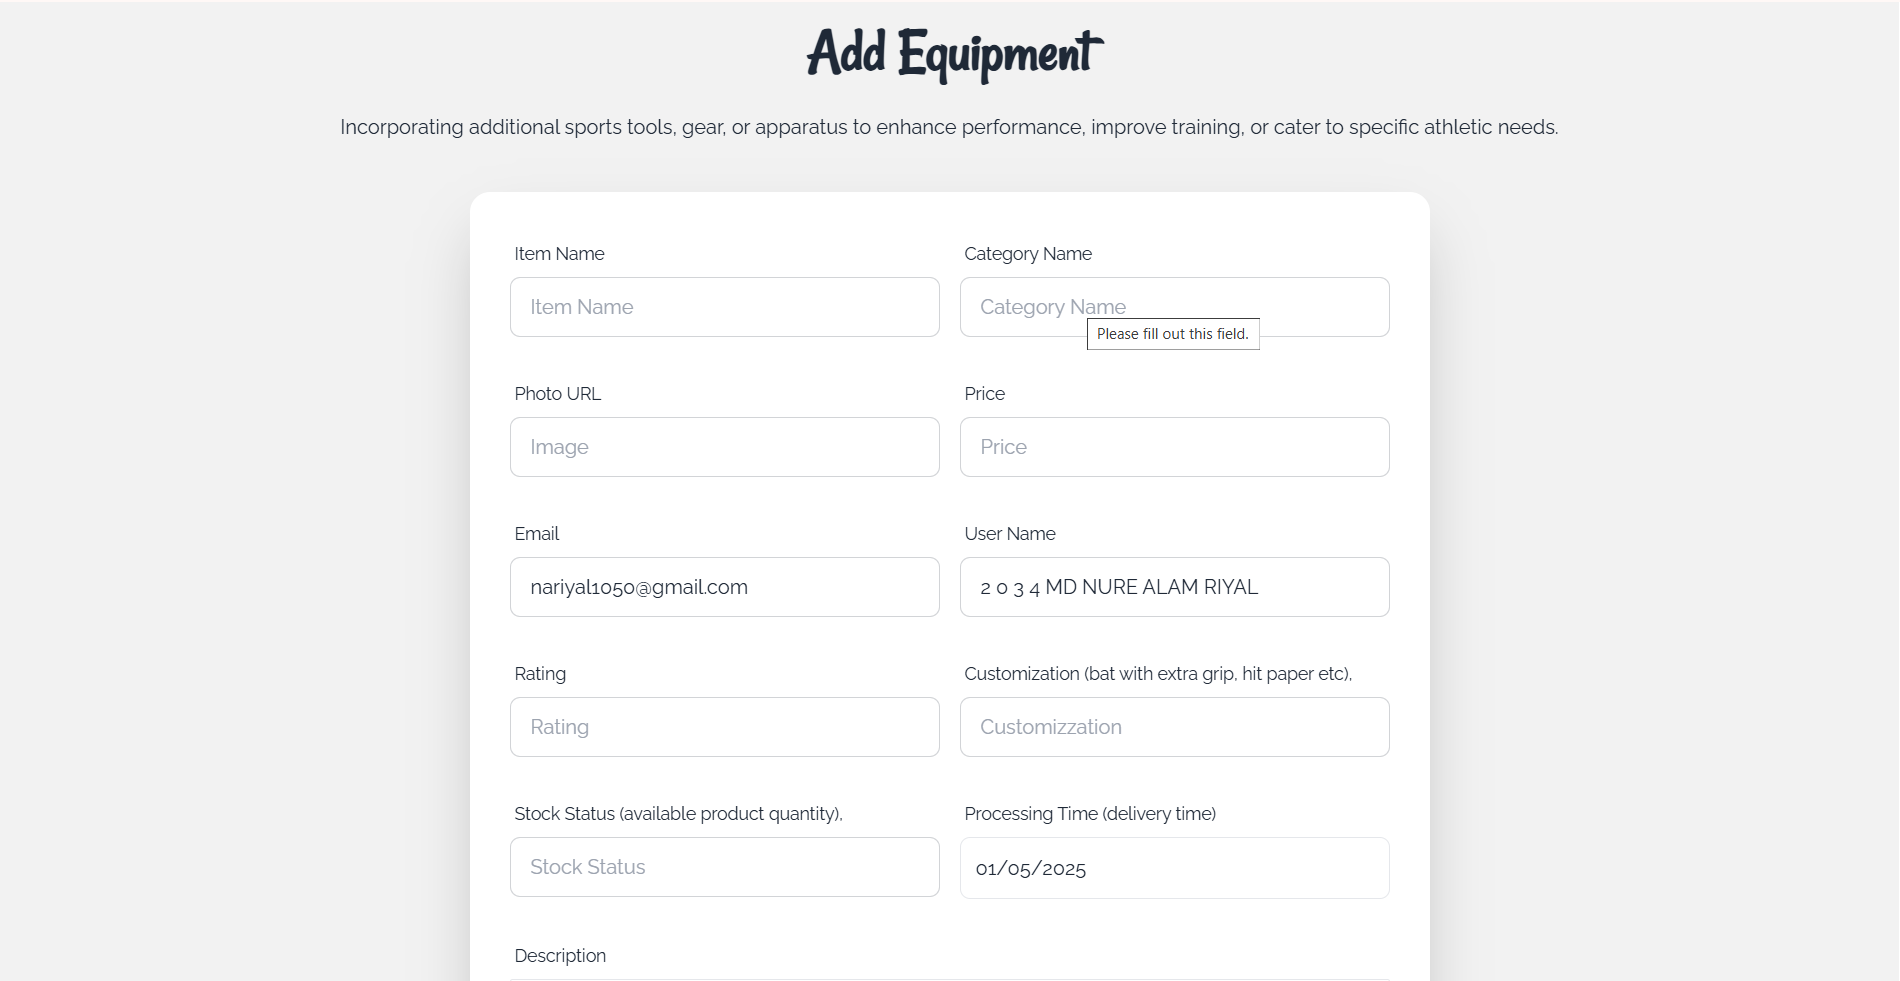 Add Equipment
Incorporating additional sports tools, gear, or apparatus to enhance performance, improve training, or cater to specific athletic needs.
Item Name
Item Name
Category Name
Category Name
Please fill out this field.
Photo URL
Image
Price
Price
Email
nariyal1050@gmail.com
User Name
2 0 3 4 MD NURE ALAM RIYAL
Rating
Rating
Customization (bat with extra grip, hit paper etc),
Customizzation
Stock Status (available product quantity),
Stock Status
Processing Time (delivery time)
01/05/2025
Description